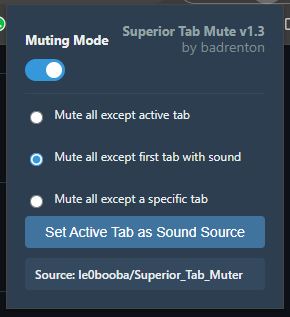 Superior Tab Mute v1.3
Muting Mode
by badrenton
Mute all except active tab
Mute all except first tab with sound
Mute all except a specific tab
Set Active Tab as Sound Source
Source: le0booba/Superior_Tab_Muter